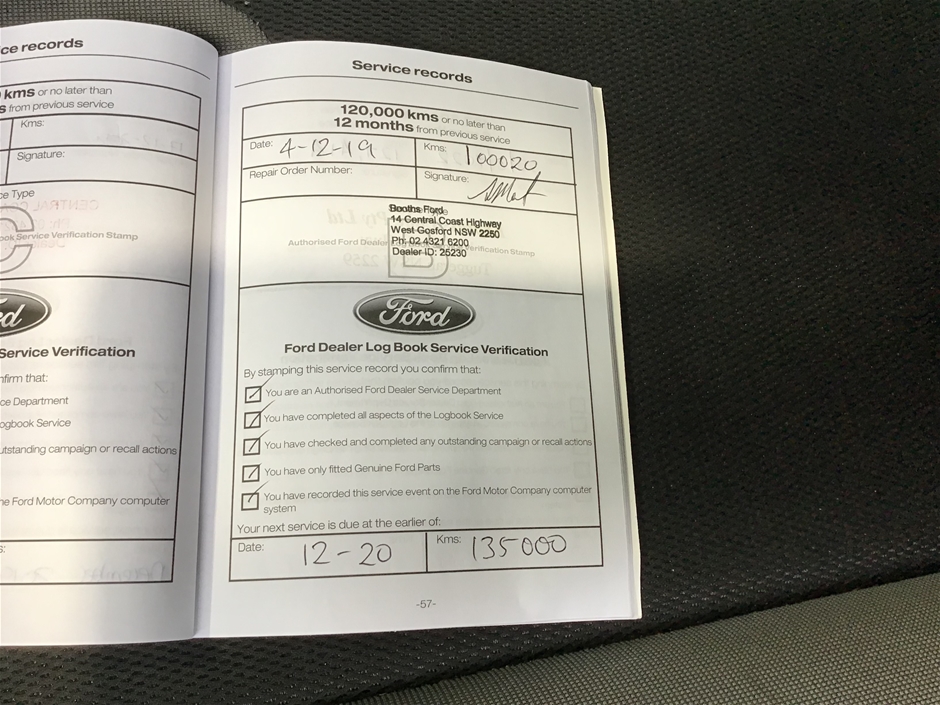 ce records
kms or no later than
s from previous service
Kms:
Signature:
ce Type
ook Service Verification Stamp
C
rd
Service Verification
nfirm that:
ce Department
ogbook Service
utstanding campaign or recall actions
he Ford Motor Company computer
s:
Service records
120,000 kms or no later than
12 months from previous service
Date: 4-12-19
Kms: 100020
Repair Order Number:
Signature:
Booths Ford
14 Central Coast Highway
West Gosford NSW 2250
Authorised Ford Dealer Ph: 02 4321 6200 Verification Stamp
Dealer ID: 25230
Ford
Ford Dealer Log Book Service Verification
By stamping this service record you confirm that:
You are an Authorised Ford Dealer Service Department
You have completed all aspects of the Logbook Service
You have checked and completed any outstanding campaign or recall actions
You have only fitted Genuine Ford Parts
You have recorded this service event on the Ford Motor Company computer
system
Your next service is due at the earlier of:
Date: 12-20
Kms: 135000
-57-